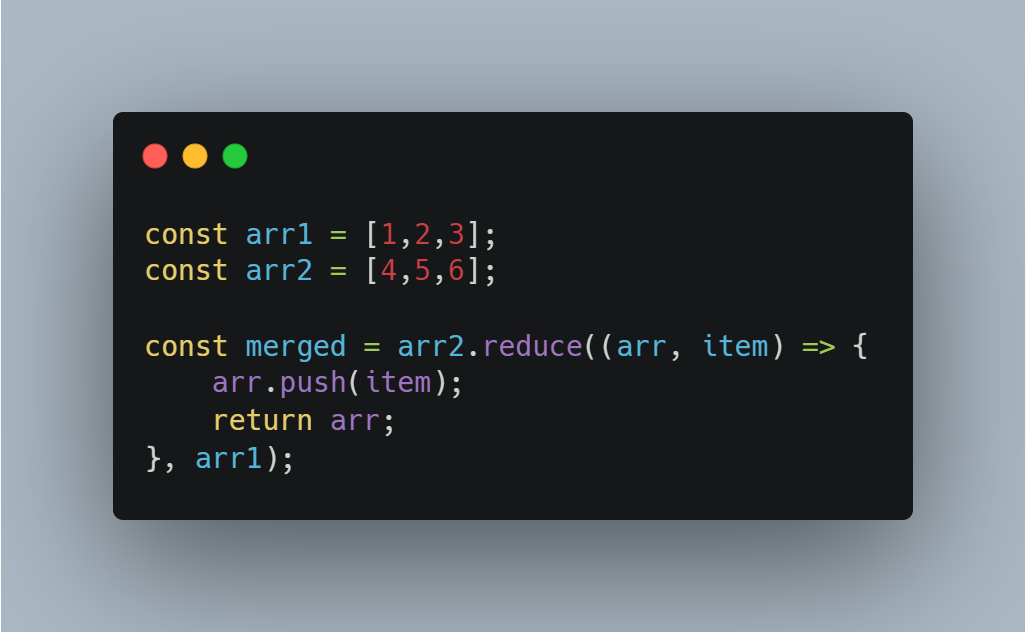 const arr1 = [1,2,3];
const arr2 = [4,5,6];

const merged = arr2.reduce((arr, item) => {
    arr.push(item);
    return arr;
}, arr1);